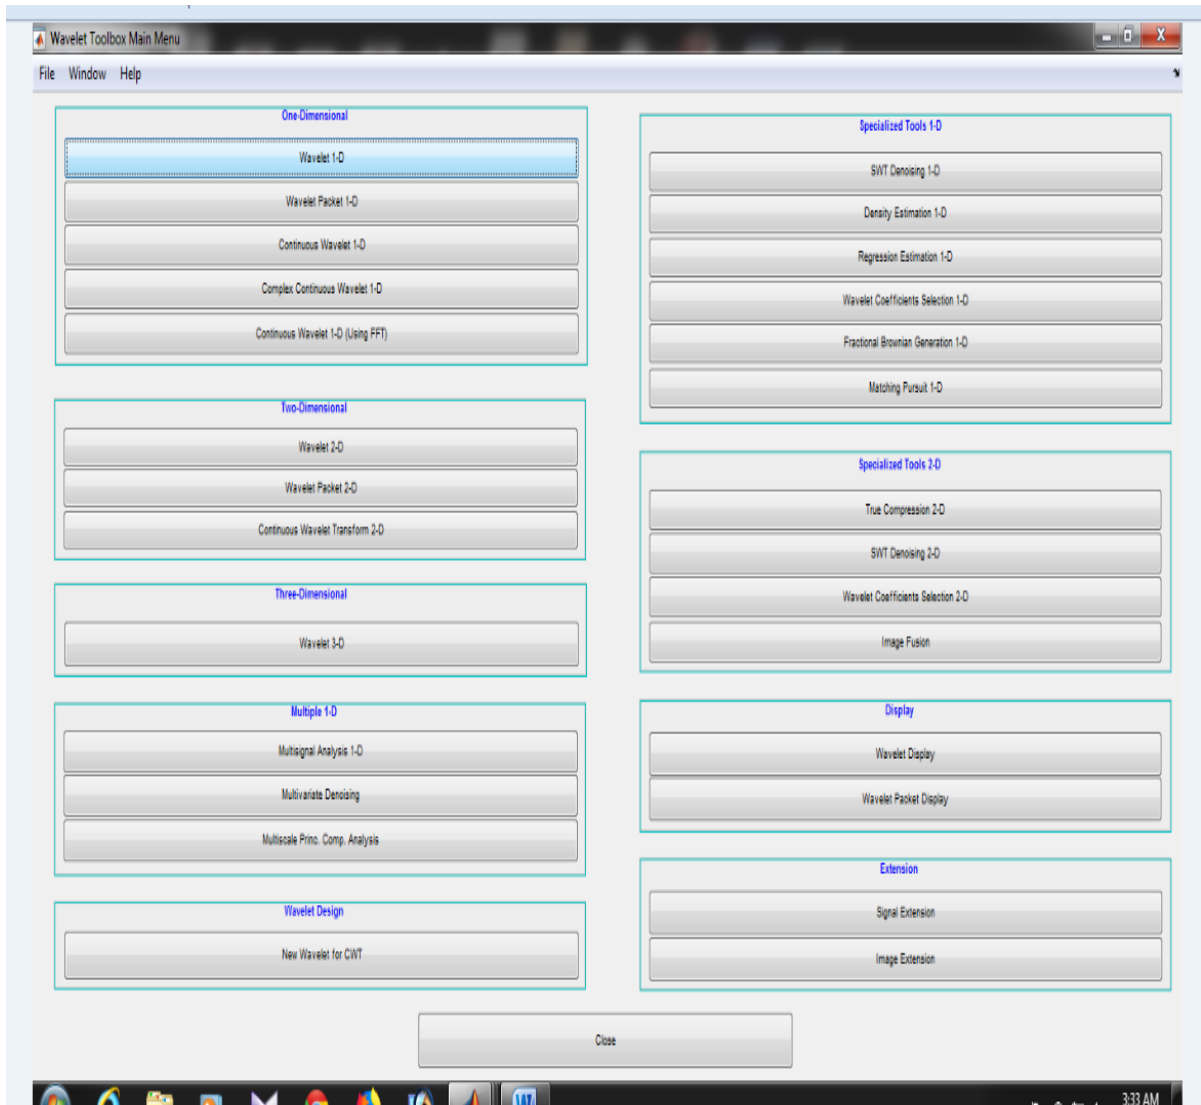 Wavelet Toolbox Main Menu
File Window Help
One-Dimensional
Wavelet 1-D
Wavelet Packet 1-D
Continuous Wavelet 1-D
Complex Continuous Wavelet 1-D
Continuous Wavelet 1-D (Using FFT)
Two-Dimensional
Wavelet 2-D
Wavelet Packet 2-D
Continuous Wavelet Transform 2-D
Three-Dimensional
Wavelet 3-D
Multiple 1-D
Multisignal Analysis 1-D
Multivariate Denoising
Multiscale Princ. Comp. Analysis
Wavelet Design
New Wavelet for CWT
Specialized Tools 1-D
SWT Denoising 1-D
Density Estimation 1-D
Regression Estimation 1-D
Wavelet Coefficients Selection 1-D
Fractional Brownian Generation 1-D
Matching Pursuit 1-D
Specialized Tools 2-D
True Compression 2-D
SWT Denoising 2-D
Wavelet Coefficients Selection 2-D
Image Fusion
Display
Wavelet Display
Wavelet Packet Display
Extension
Signal Extension
Image Extension
Close
3:33 AM